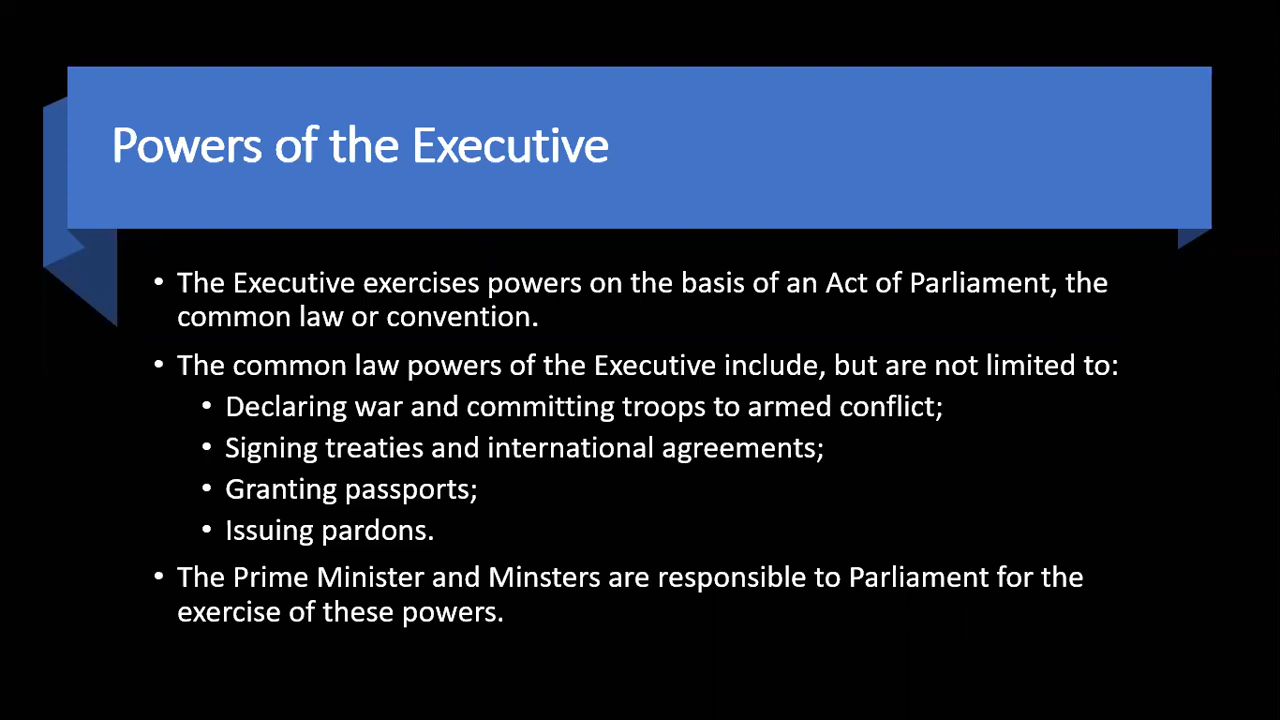 Powers of the Executive
• The Executive exercises powers on the basis of an Act of Parliament, the
common law or convention.
• The common law powers of the Executive include, but are not limited to:
• Declaring war and committing troops to armed conflict;
• Signing treaties and international agreements;
• Granting passports;
• Issuing pardons.
• The Prime Minister and Minsters are responsible to Parliament for the
exercise of these powers.